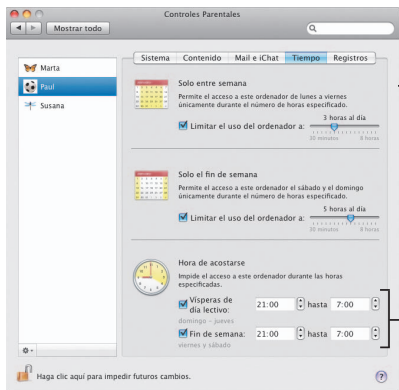 Controles Parentales
Mostrar todo
Sistema Contenido Mail e iChat Tiempo Registros
Marta
Paul
Susana
Solo entre semana
Permite el acceso a este ordenador de lunes a viernes
únicamente durante el número de horas especificado.
3 horas al día
Limitar el uso del ordenador a:
30 minutos 8 horas
Solo el fin de semana
Permite el acceso a este ordenador el sábado y el domingo
únicamente durante el número de horas especificado.
5 horas al día
Limitar el uso del ordenador a:
30 minutos 8 horas
Hora de acostarse
Impide el acceso a este ordenador durante las horas
especificadas.
Vísperas de
día lectivo: 21:00 hasta 7:00
domingo - jueves
Fin de semana: 21:00 hasta 7:00
viernes y sábado
Haga clic aquí para impedir futuros cambios. ?